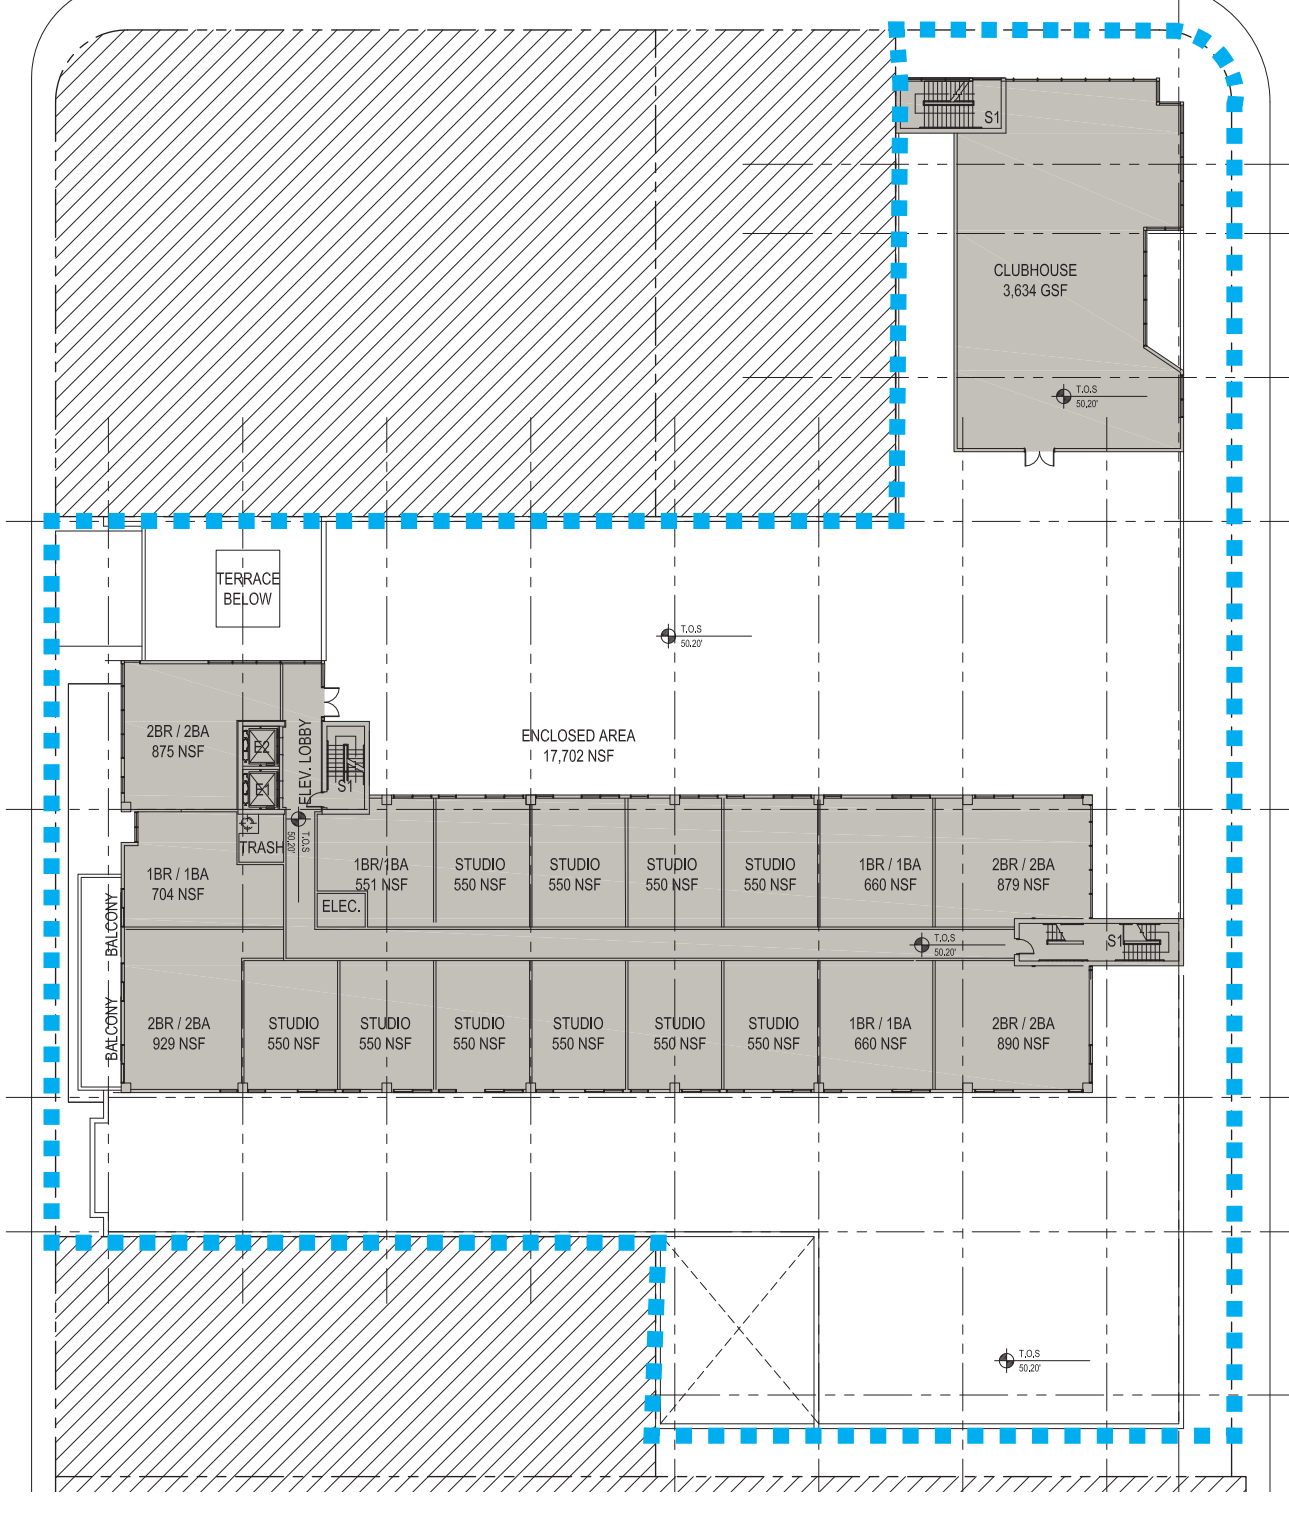 S1
CLUBHOUSE
3,634 GSF
T.O.S
50.20'
TERRACE
BELOW
T.O.S
50.20'
2BR / 2BA
875 NSF
E2
E1
ELEV. LOBBY
S1
ENCLOSED AREA
17,702 NSF
TRASH
T.O.S
50.20'
1BR / 1BA
704 NSF
1BR/1BA
551 NSF
ELEC.
STUDIO
550 NSF
STUDIO
550 NSF
STUDIO
550 NSF
STUDIO
550 NSF
1BR / 1BA
660 NSF
2BR / 2BA
879 NSF
BALCONY
BALCONY
T.O.S
50.20'
S1
2BR / 2BA
929 NSF
STUDIO
550 NSF
STUDIO
550 NSF
STUDIO
550 NSF
STUDIO
550 NSF
STUDIO
550 NSF
STUDIO
550 NSF
1BR / 1BA
660 NSF
2BR / 2BA
890 NSF
T.O.S
50.20'